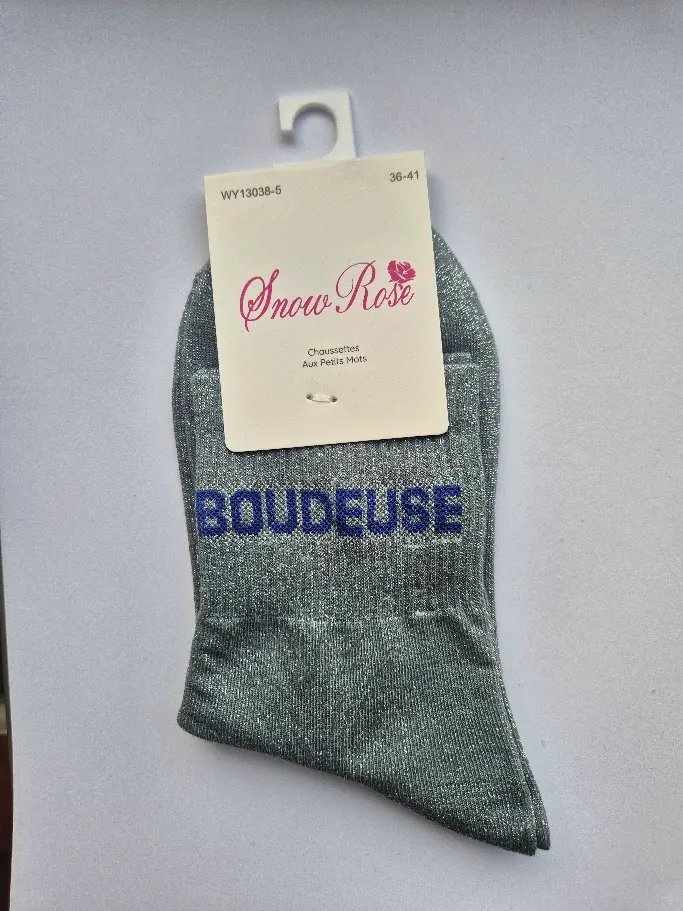 WY13038-5
36-41
Snow Rose
Chaussettes
Aux Petits Mots
BOUDEUSE